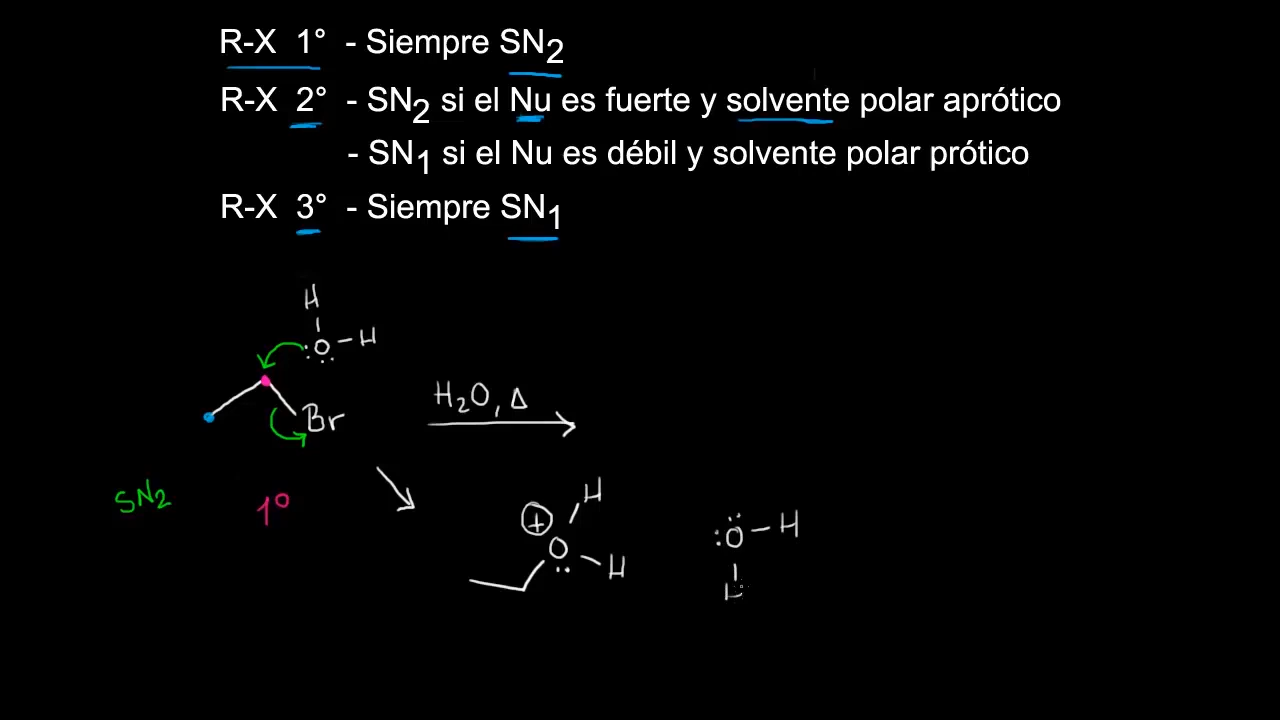 R-X 1° - Siempre SN2
R-X 2° - SN2 si el Nu es fuerte y solvente polar aprótico
- SN1 si el Nu es débil y solvente polar prótico
R-X 3° - Siempre SN1
H
:O-H
Br
H2O, Δ
SN2
1°
+
H
O
H
:O-H
H